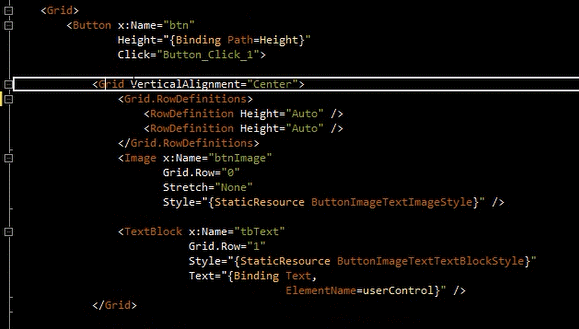 <Grid>
<Button x:Name="btn"
Height="{Binding Path=Height}"
Click="Button_Click_1">
<Grid VerticalAlignment="Center">
<Grid.RowDefinitions>
<RowDefinition Height="Auto" />
<RowDefinition Height="Auto" />
</Grid.RowDefinitions>
<Image x:Name="btnImage"
Grid.Row="0"
Stretch="None"
Style="{StaticResource ButtonImageTextImageStyle}" />
<TextBlock x:Name="tbText"
Grid.Row="1"
Style="{StaticResource ButtonImageTextTextBlockStyle}"
Text="{Binding Text,
ElementName=userControl}" />
</Grid>